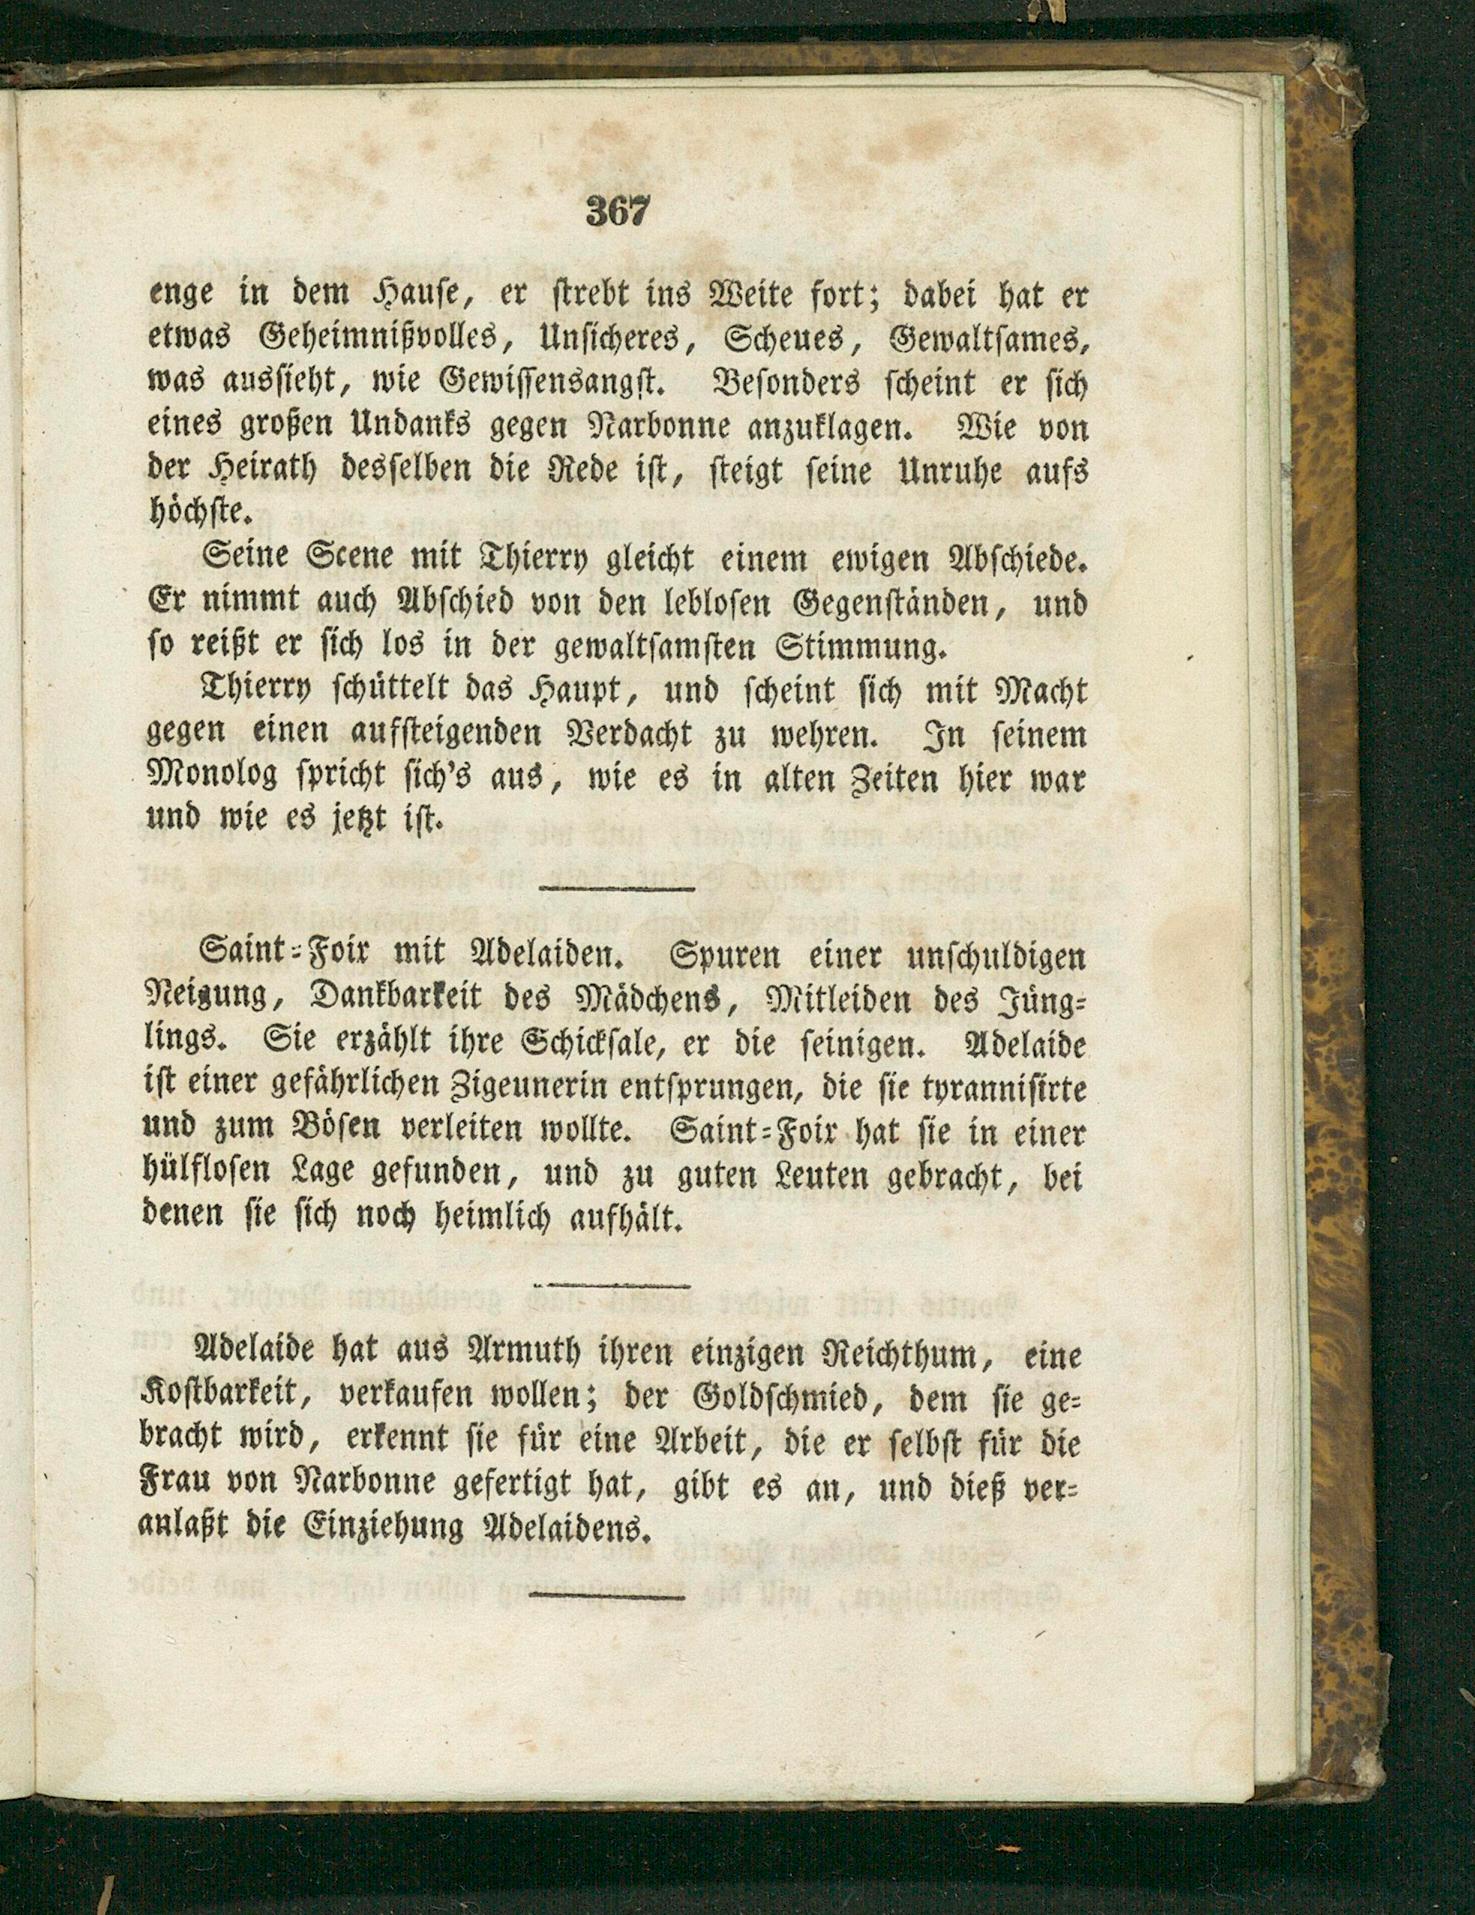 367
enge in dem Hause, er strebt ins Weite fort; dabei hat er
etwas Geheimnißvolles, Unsicheres, Scheues, Gewaltsames,
was aussieht, wie Gewissensangst. Besonders scheint er sich
eines großen Undanks gegen Narbonne anzuklagen. Wie von
der Heirath desselben die Rede ist, steigt seine Unruhe aufs
höchste.
Seine Scene mit Thierry gleicht einem ewigen Abschiede.
Er nimmt auch Abschied von den leblosen Gegenständen, und
so reißt er sich los in der gewaltsamsten Stimmung.
Thierry schüttelt das Haupt, und scheint sich mit Macht
gegen einen aufsteigenden Verdacht zu wehren. In seinem
Monolog spricht sich's aus, wie es in alten Zeiten hier war
und wie es jetzt ist.
Saint-Foix mit Adelaiden. Spuren einer unschuldigen
Neigung, Dankbarkeit des Mädchens, Mitleiden des Jüng-
lings. Sie erzählt ihre Schicksale, er die seinigen. Adelaide
ist einer gefährlichen Zigeunerin entsprungen, die sie tyrannisirte
und zum Bösen verleiten wollte. Saint-Foix hat sie in einer
hülflosen Lage gefunden, und zu guten Leuten gebracht, bei
denen sie sich noch heimlich aufhält.
Adelaide hat aus Armuth ihren einzigen Reichthum, eine
Kostbarkeit, verkaufen wollen; der Goldschmied, dem sie ge-
bracht wird, erkennt sie für eine Arbeit, die er selbst für die
Frau von Narbonne gefertigt hat, gibt es an, und dieß ver-
anlaßt die Einziehung Adelaidens.